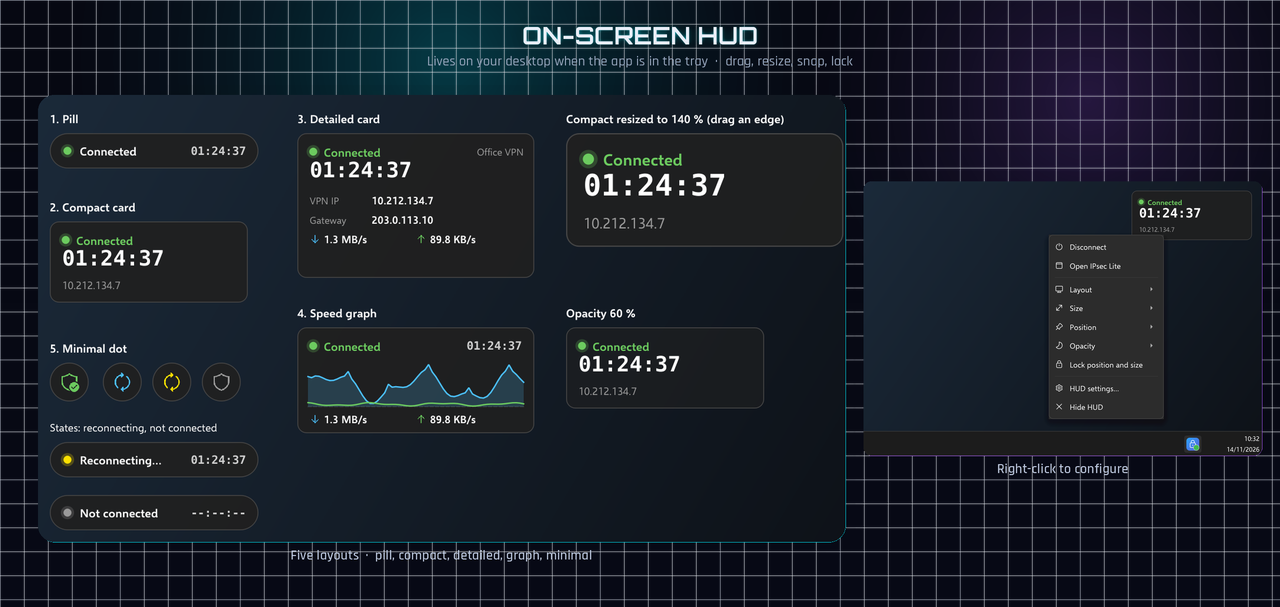 ON-SCREEN HUD
Lives on your desktop when the app is in the tray · drag, resize, snap, lock
1. Pill
Connected 01:24:37
2. Compact card
Connected
01:24:37
10.212.134.7
5. Minimal dot
States: reconnecting, not connected
Reconnecting... 01:24:37
Not connected --:--:--
3. Detailed card
Connected Office VPN
01:24:37
VPN IP 10.212.134.7
Gateway 203.0.113.10
↓ 1.3 MB/s ↑ 89.8 KB/s
4. Speed graph
Connected 01:24:37
↓ 1.3 MB/s ↑ 89.8 KB/s
Compact resized to 140 % (drag an edge)
Connected
01:24:37
10.212.134.7
Opacity 60 %
Connected
01:24:37
10.212.134.7
Five layouts · pill, compact, detailed, graph, minimal
Connected
01:24:37
10.212.134.7
Disconnect
Open IPsec Lite
Layout
Size
Position
Opacity
Lock position and size
HUD settings...
Hide HUD
10:32
14/11/2026
Right-click to configure